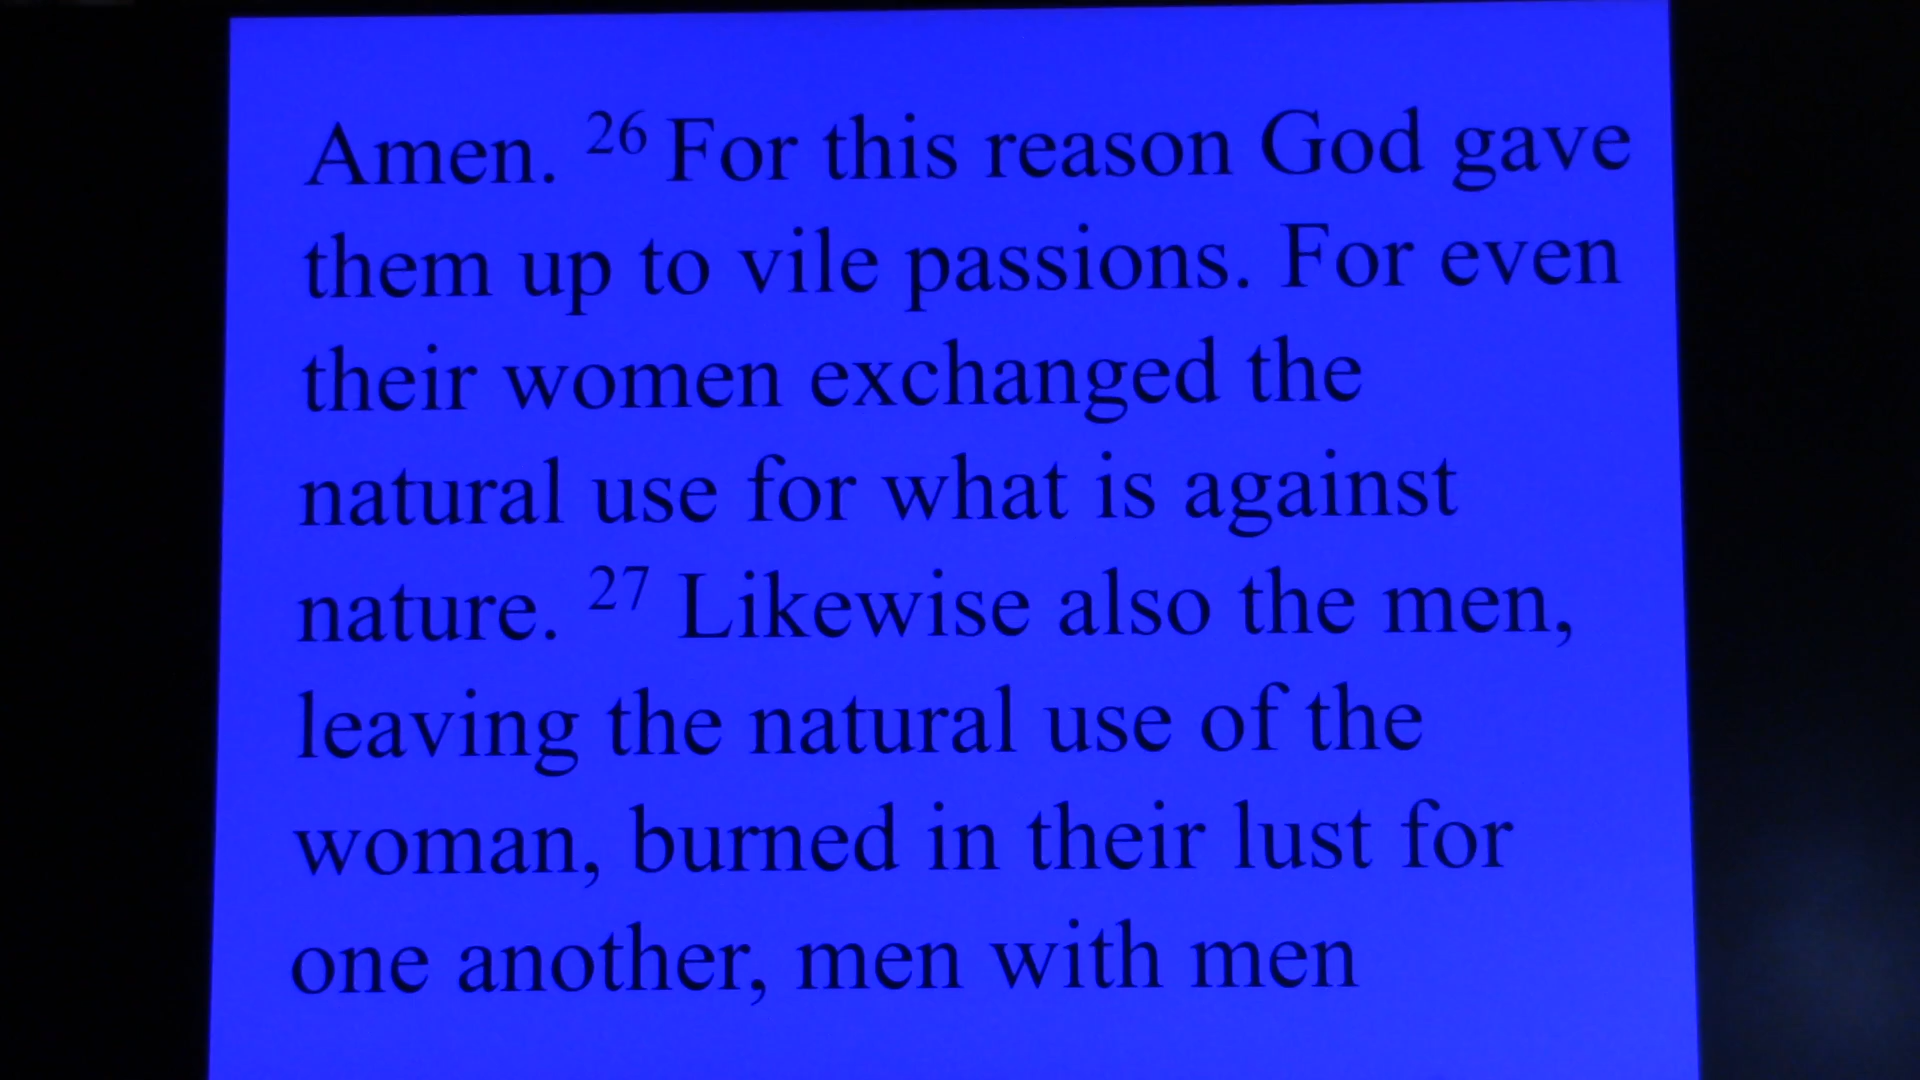 Amen. 26 For this reason God gave
them up to vile passions. For even
their women exchanged the
natural use for what is against
nature. 27 Likewise also the men,
leaving the natural use of the
woman, burned in their lust for
one another, men with men